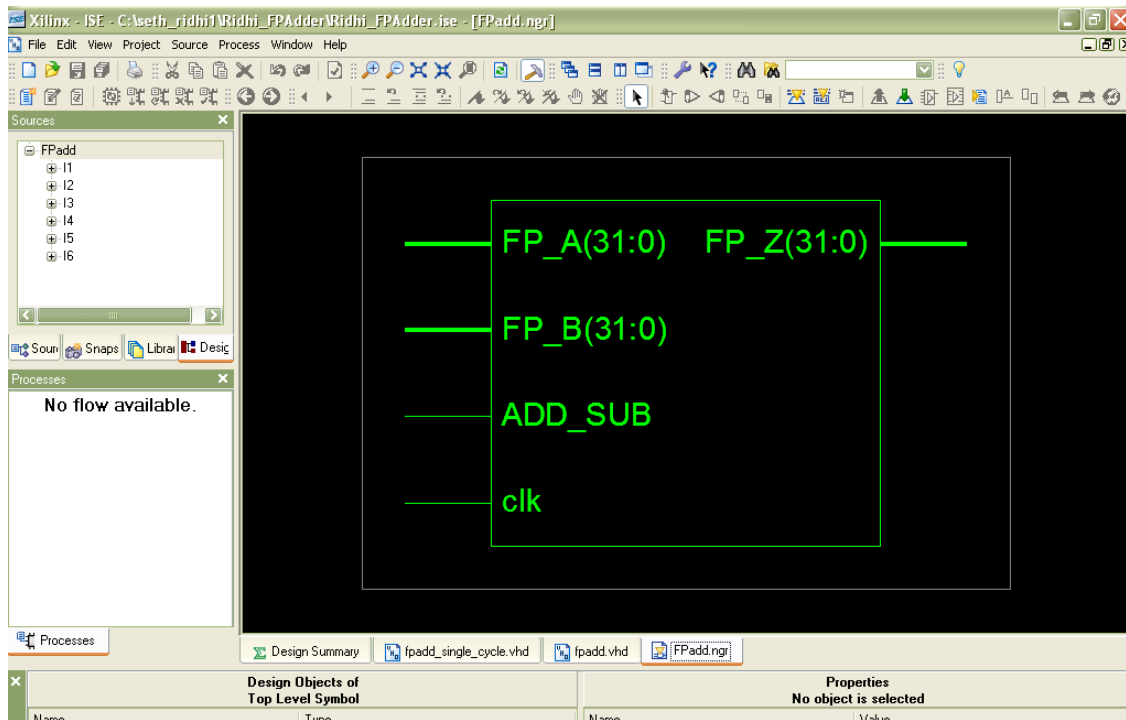 Xilinx - ISE - C:\seth_ridhi1\Ridhi_FPAdder\Ridhi_FPAdder.ise - [FPadd.ngr]
File Edit View Project Source Process Window Help
Sources
FPadd
I1
I2
I3
I4
I5
I6
Snaps
Desig
Processes
No flow available.
Processes
FP_A(31:0) FP_Z(31:0)
FP_B(31:0)
ADD_SUB
clk
Design Summary fpadd_single_cycle.vhd fpadd.vhd FPadd.ngr
Design Objects of
Top Level Symbol
Properties
No object is selected
Name Type Name Value